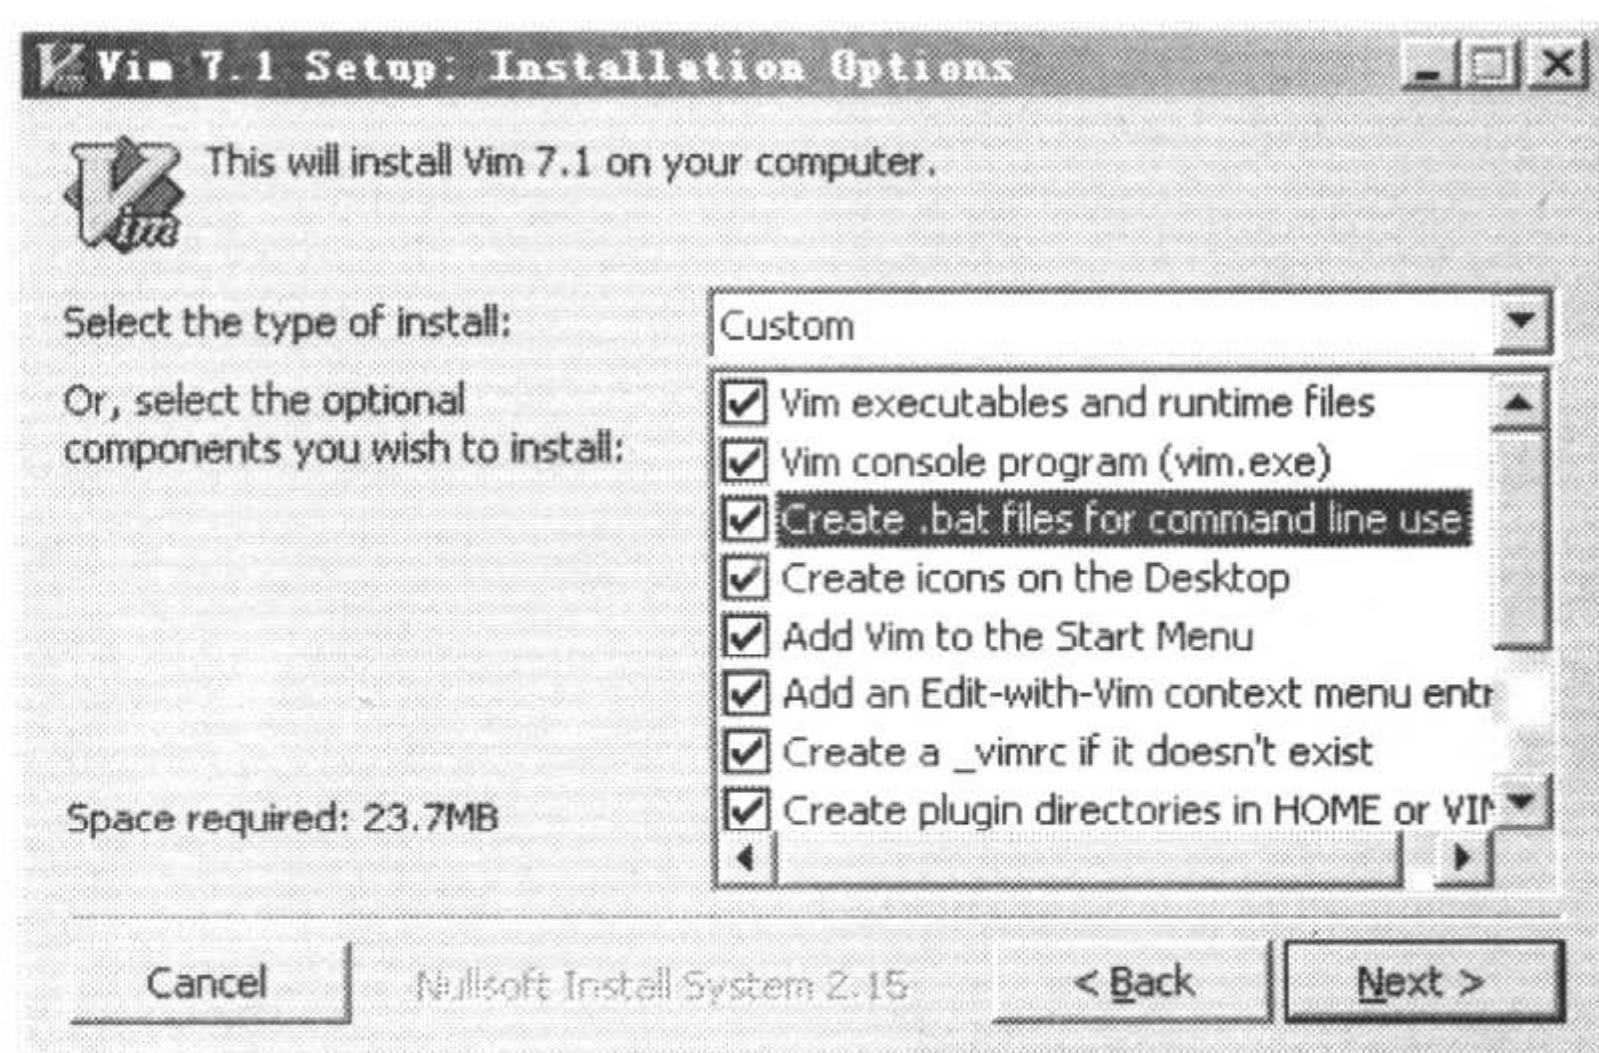 Vim 7.1 Setup: Installation Options
Vim
This will install Vim 7.1 on your computer.
Select the type of install:
Custom
Or, select the optional
components you wish to install:
Vim executables and runtime files
Vim console program (vim.exe)
Create .bat files for command line use
Create icons on the Desktop
Add Vim to the Start Menu
Add an Edit-with-Vim context menu entr
Create a _vimrc if it doesn't exist
Create plugin directories in HOME or VIM
Space required: 23.7MB
Cancel
Nullsoft Install System 2.15
< Back
Next >